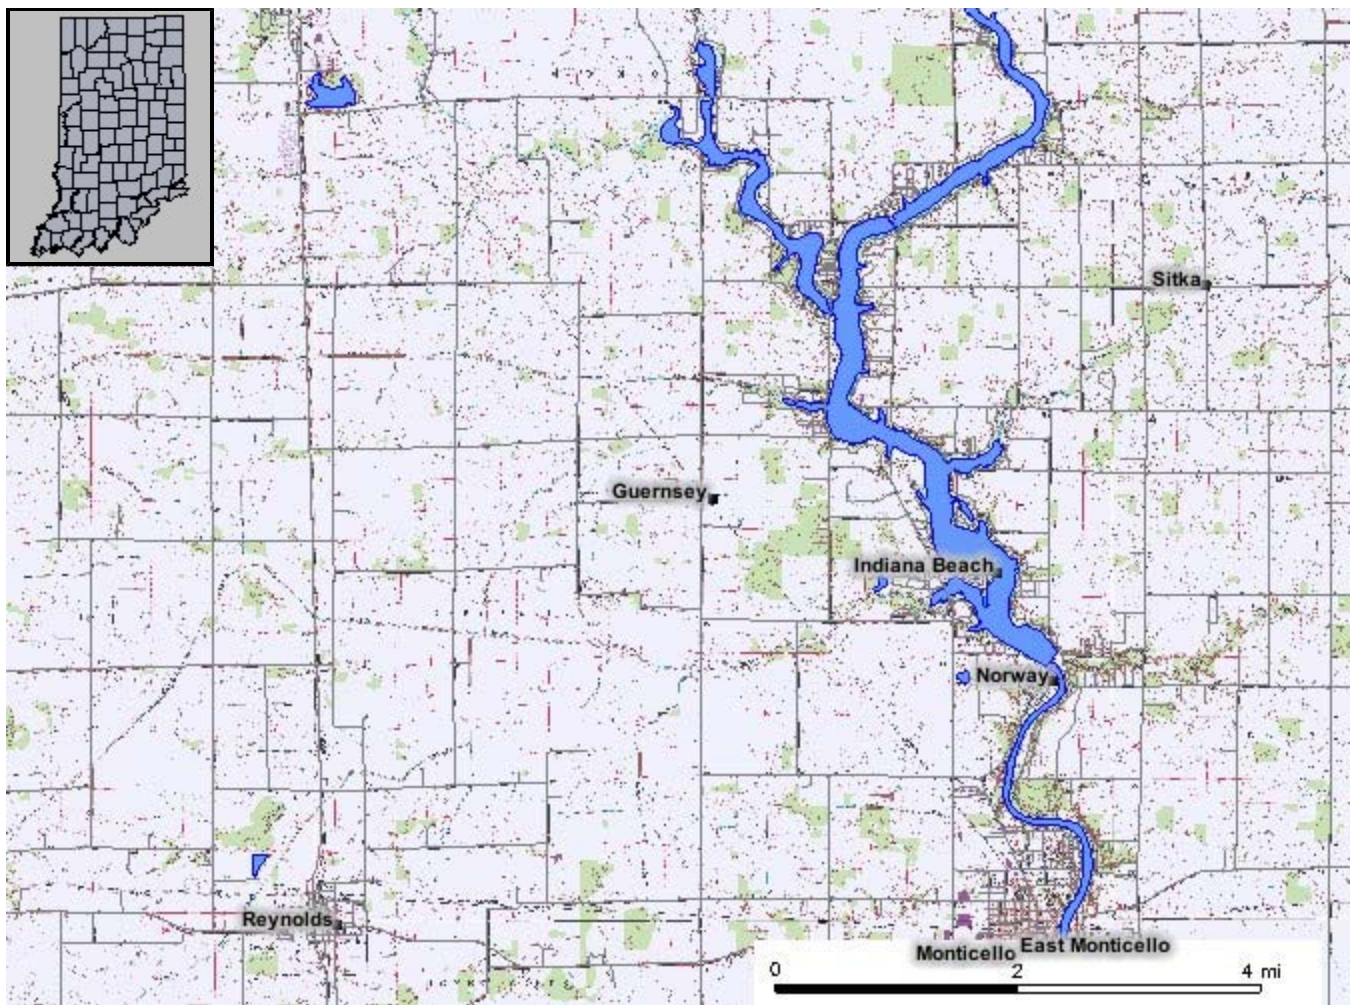 Sitka
Guernsey
Indiana Beach
Norway
Reynolds
Monticello
East Monticello
0
2
4 mi